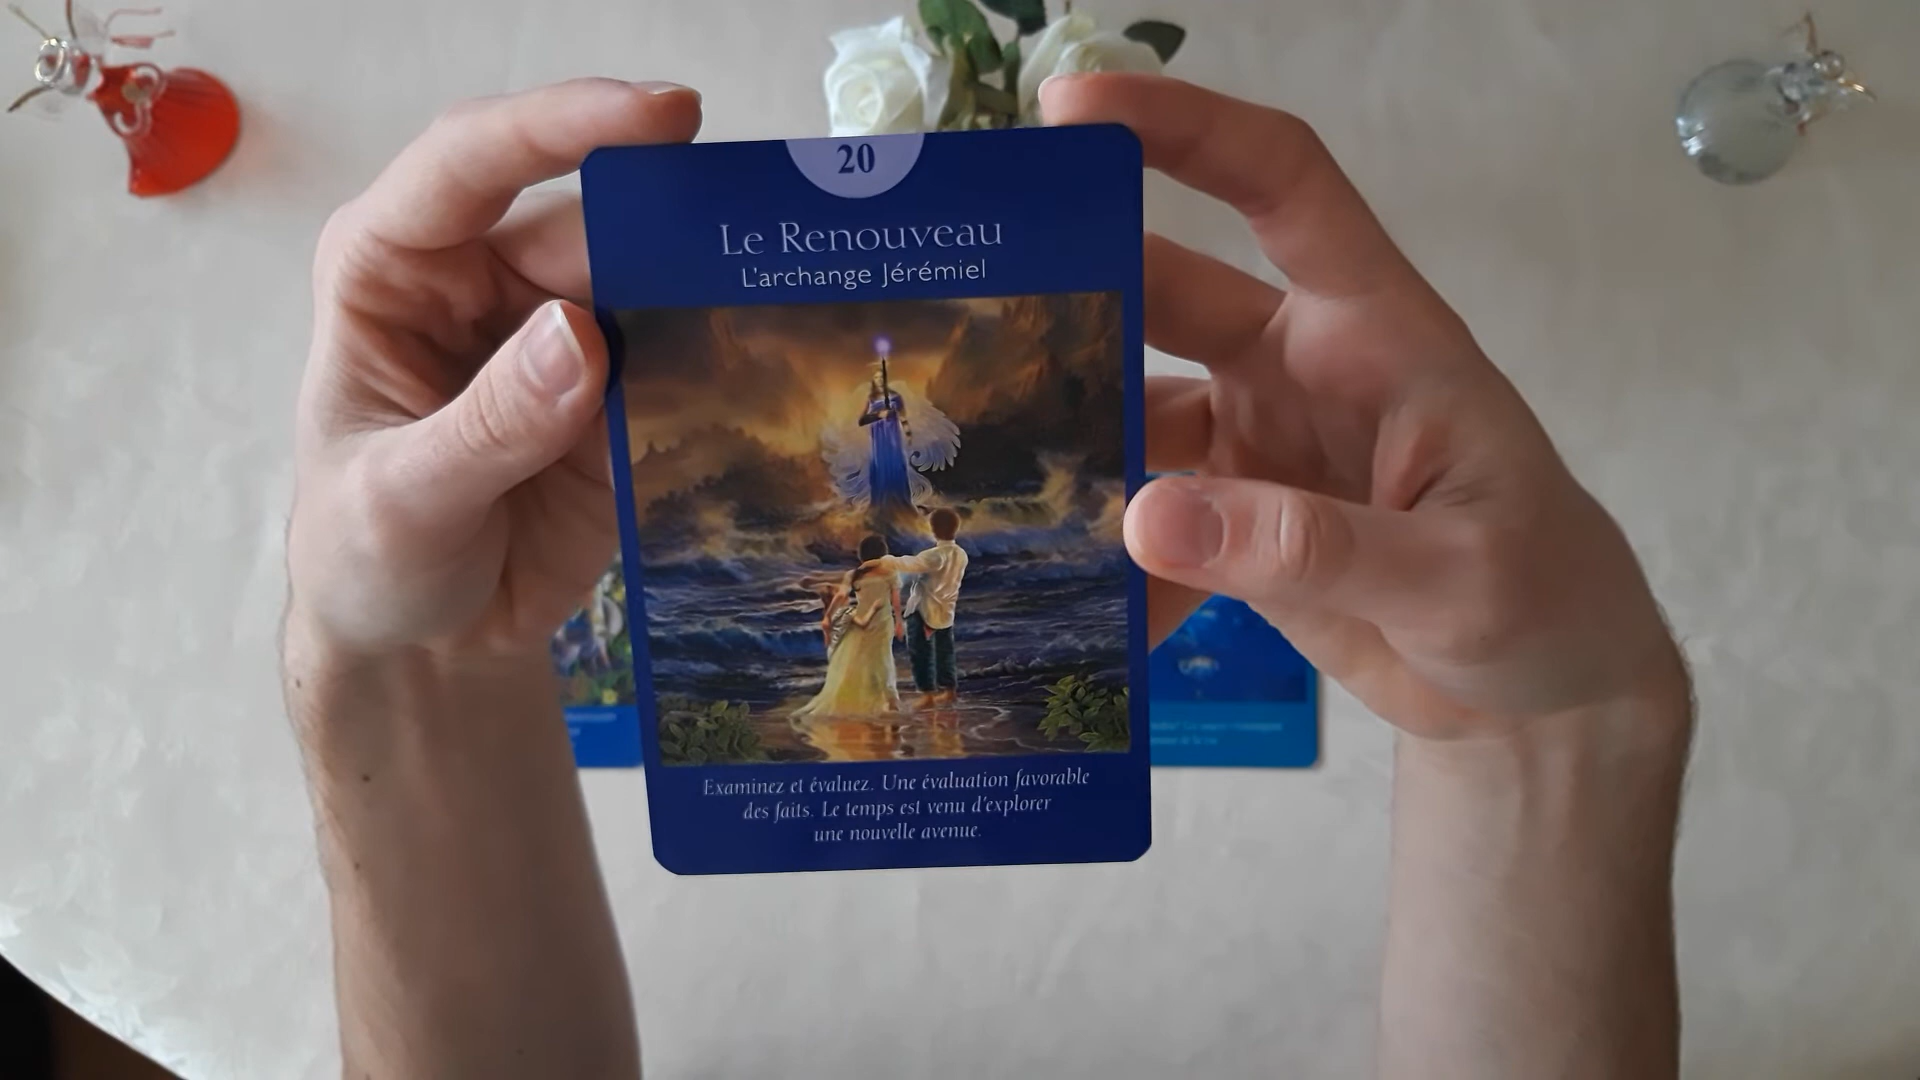 20
Le Renouveau
L'archange Jérémiel
Examinez et évaluez. Une évaluation favorable
des faits. Le temps est venu d'explorer
une nouvelle avenue.